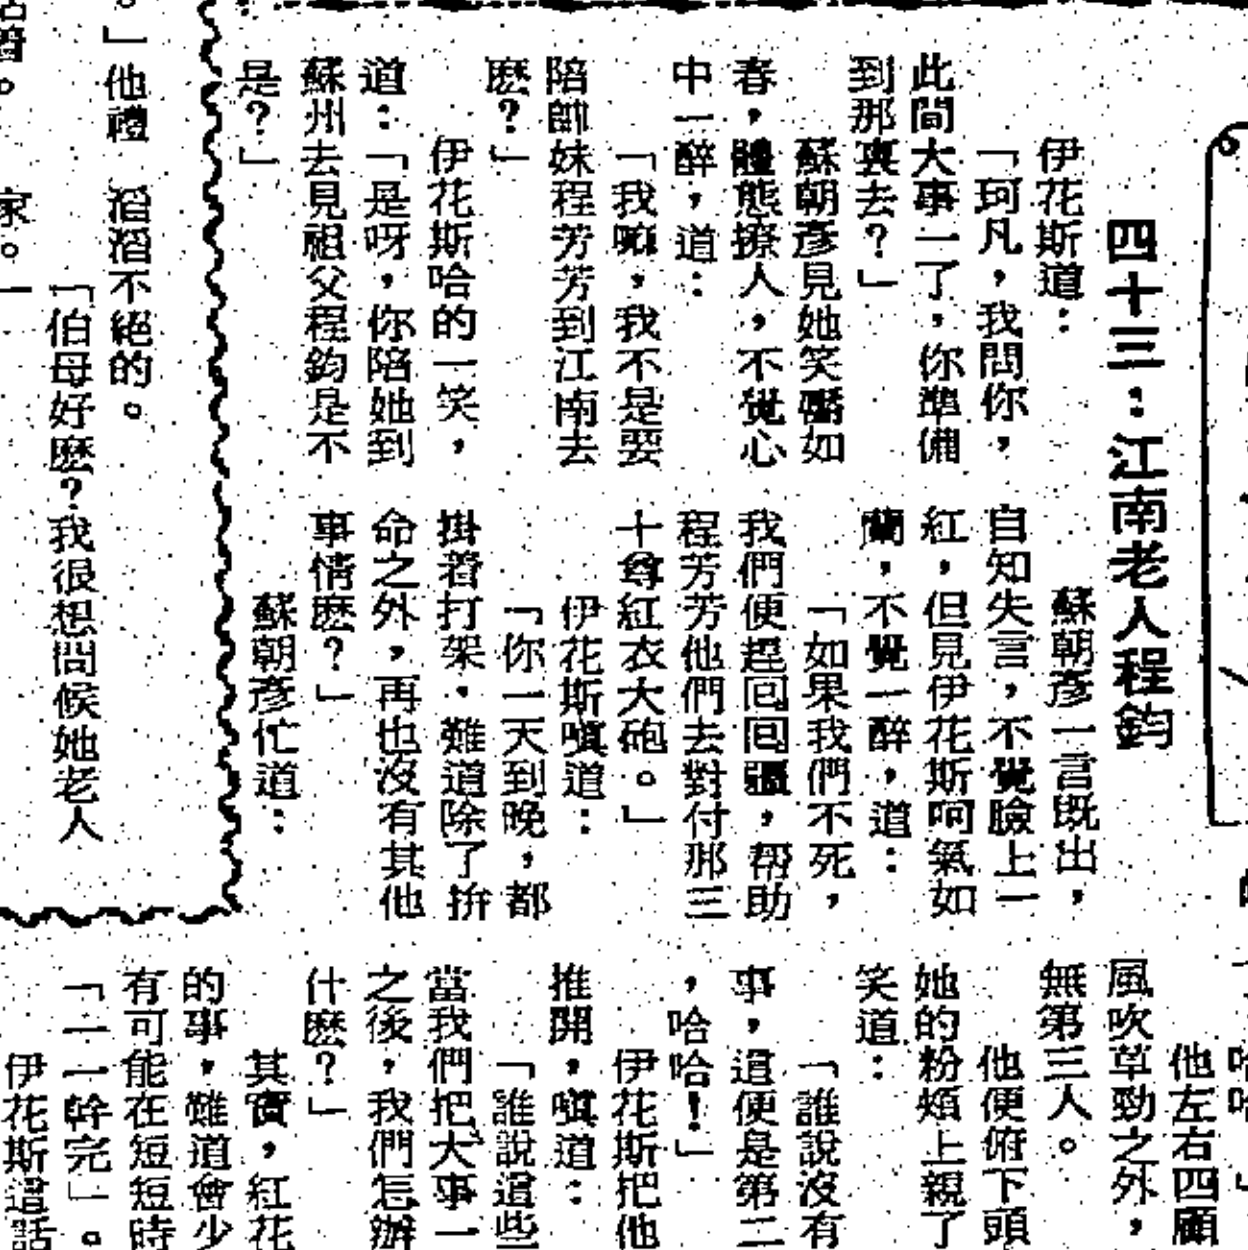 四十三：江南老人程鈞
伊花斯道：
「珂凡，我問你，
此間大事一了，你準備
到那裏去？」
蘇朝彥見她笑靨如
春，體態撩人，不覺心
中一醉，道：
「我嘛，我不是要
陪師妹程芳芳到江南去
麽？」
伊花斯哈的一笑，
道：「是呀，你陪她到
蘇州去見祖父程鈞是不
是？」
蘇朝彥一言既出，
自知失言，不覺臉上一
紅，但見伊花斯呵氣如
蘭，不覺一醉，道：
「如果我們不死，
我們便趕回回疆，帮助
程芳芳他們去對付那三
十尊紅衣大砲。」
伊花斯嗔道：
「你一天到晚，都
掛着打架，難道除了拚
命之外，再也沒有其他
事情麽？」
蘇朝彥忙道：
他左右四顧
風吹草勁之外，
無第三人。
他便俯下頭
她的粉頰上親了
笑道：
「誰說沒有
事，這便是第二
，哈哈！」
伊花斯把他
推開，嗔道：
「誰說這些
當我們把大事一
之後，我們怎辦
什麽？」
其實，紅花
的事，難道會少
有可能在短短時
「一一幹完」。
伊花斯這話
。」他禮
滔滔不絕的。
「伯母好麽？我很想問候她老人
家。